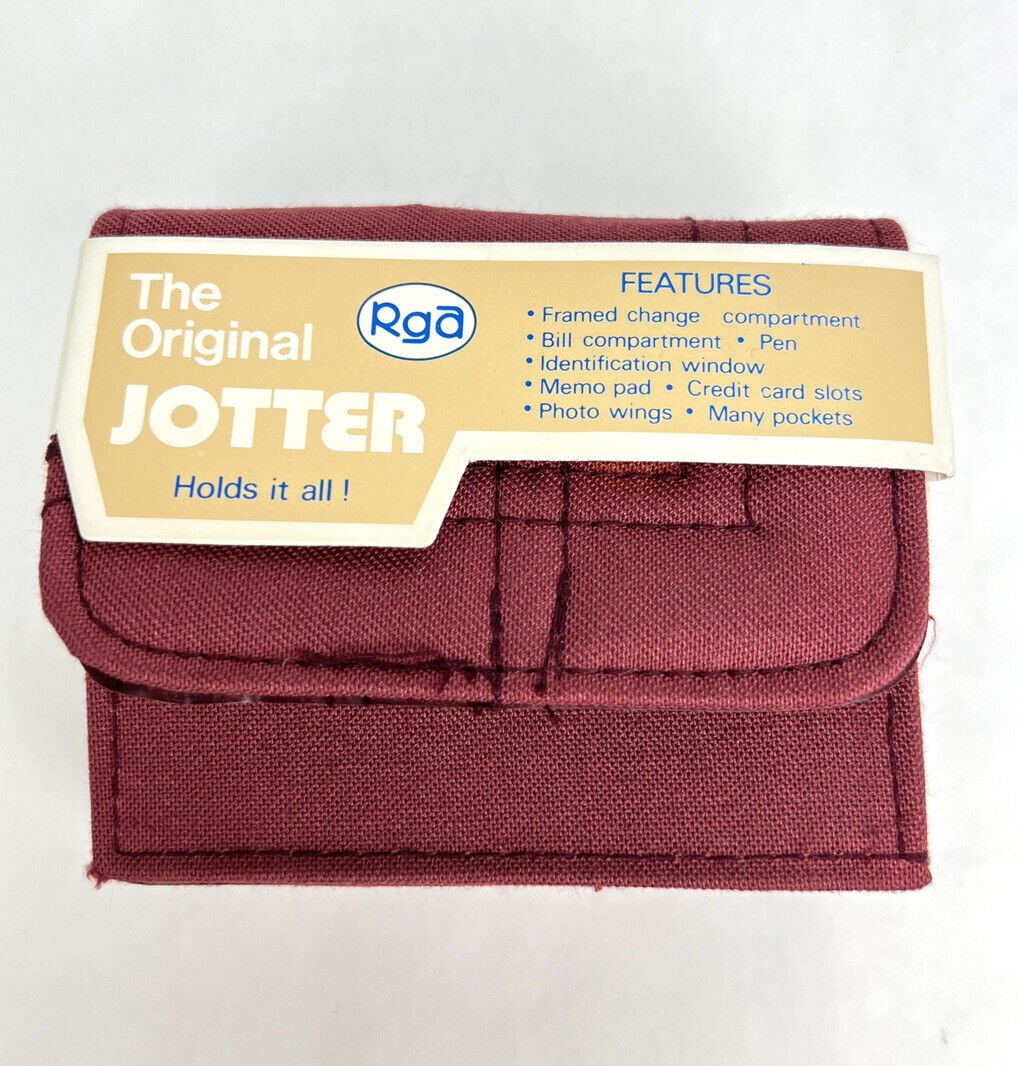 The
Original
JOTTER
Holds it all !
Rga
FEATURES
• Framed change compartment
• Bill compartment • Pen
• Identification window
• Memo pad • Credit card slots
• Photo wings • Many pockets